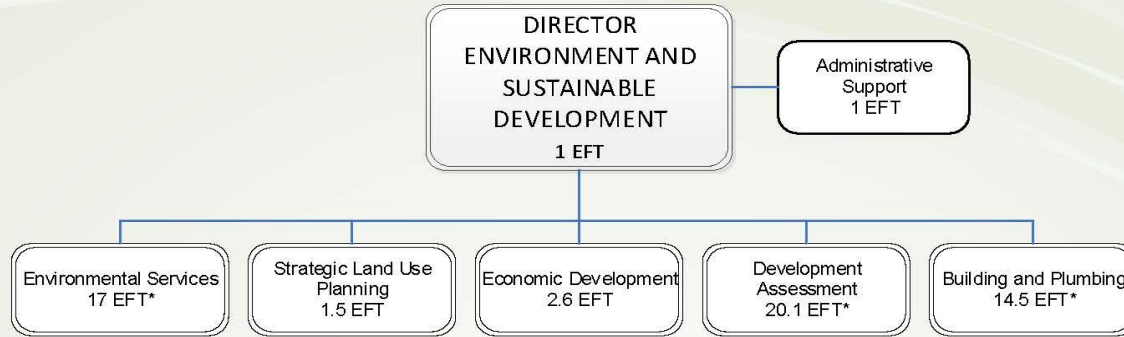 DIRECTOR
ENVIRONMENT AND
SUSTAINABLE
DEVELOPMENT
1 EFT
Administrative
Support
1 EFT
Environmental Services
17 EFT*
Strategic Land Use
Planning
1.5 EFT
Economic Development
2.6 EFT
Development
Assessment
20.1 EFT*
Building and Plumbing
14.5 EFT*